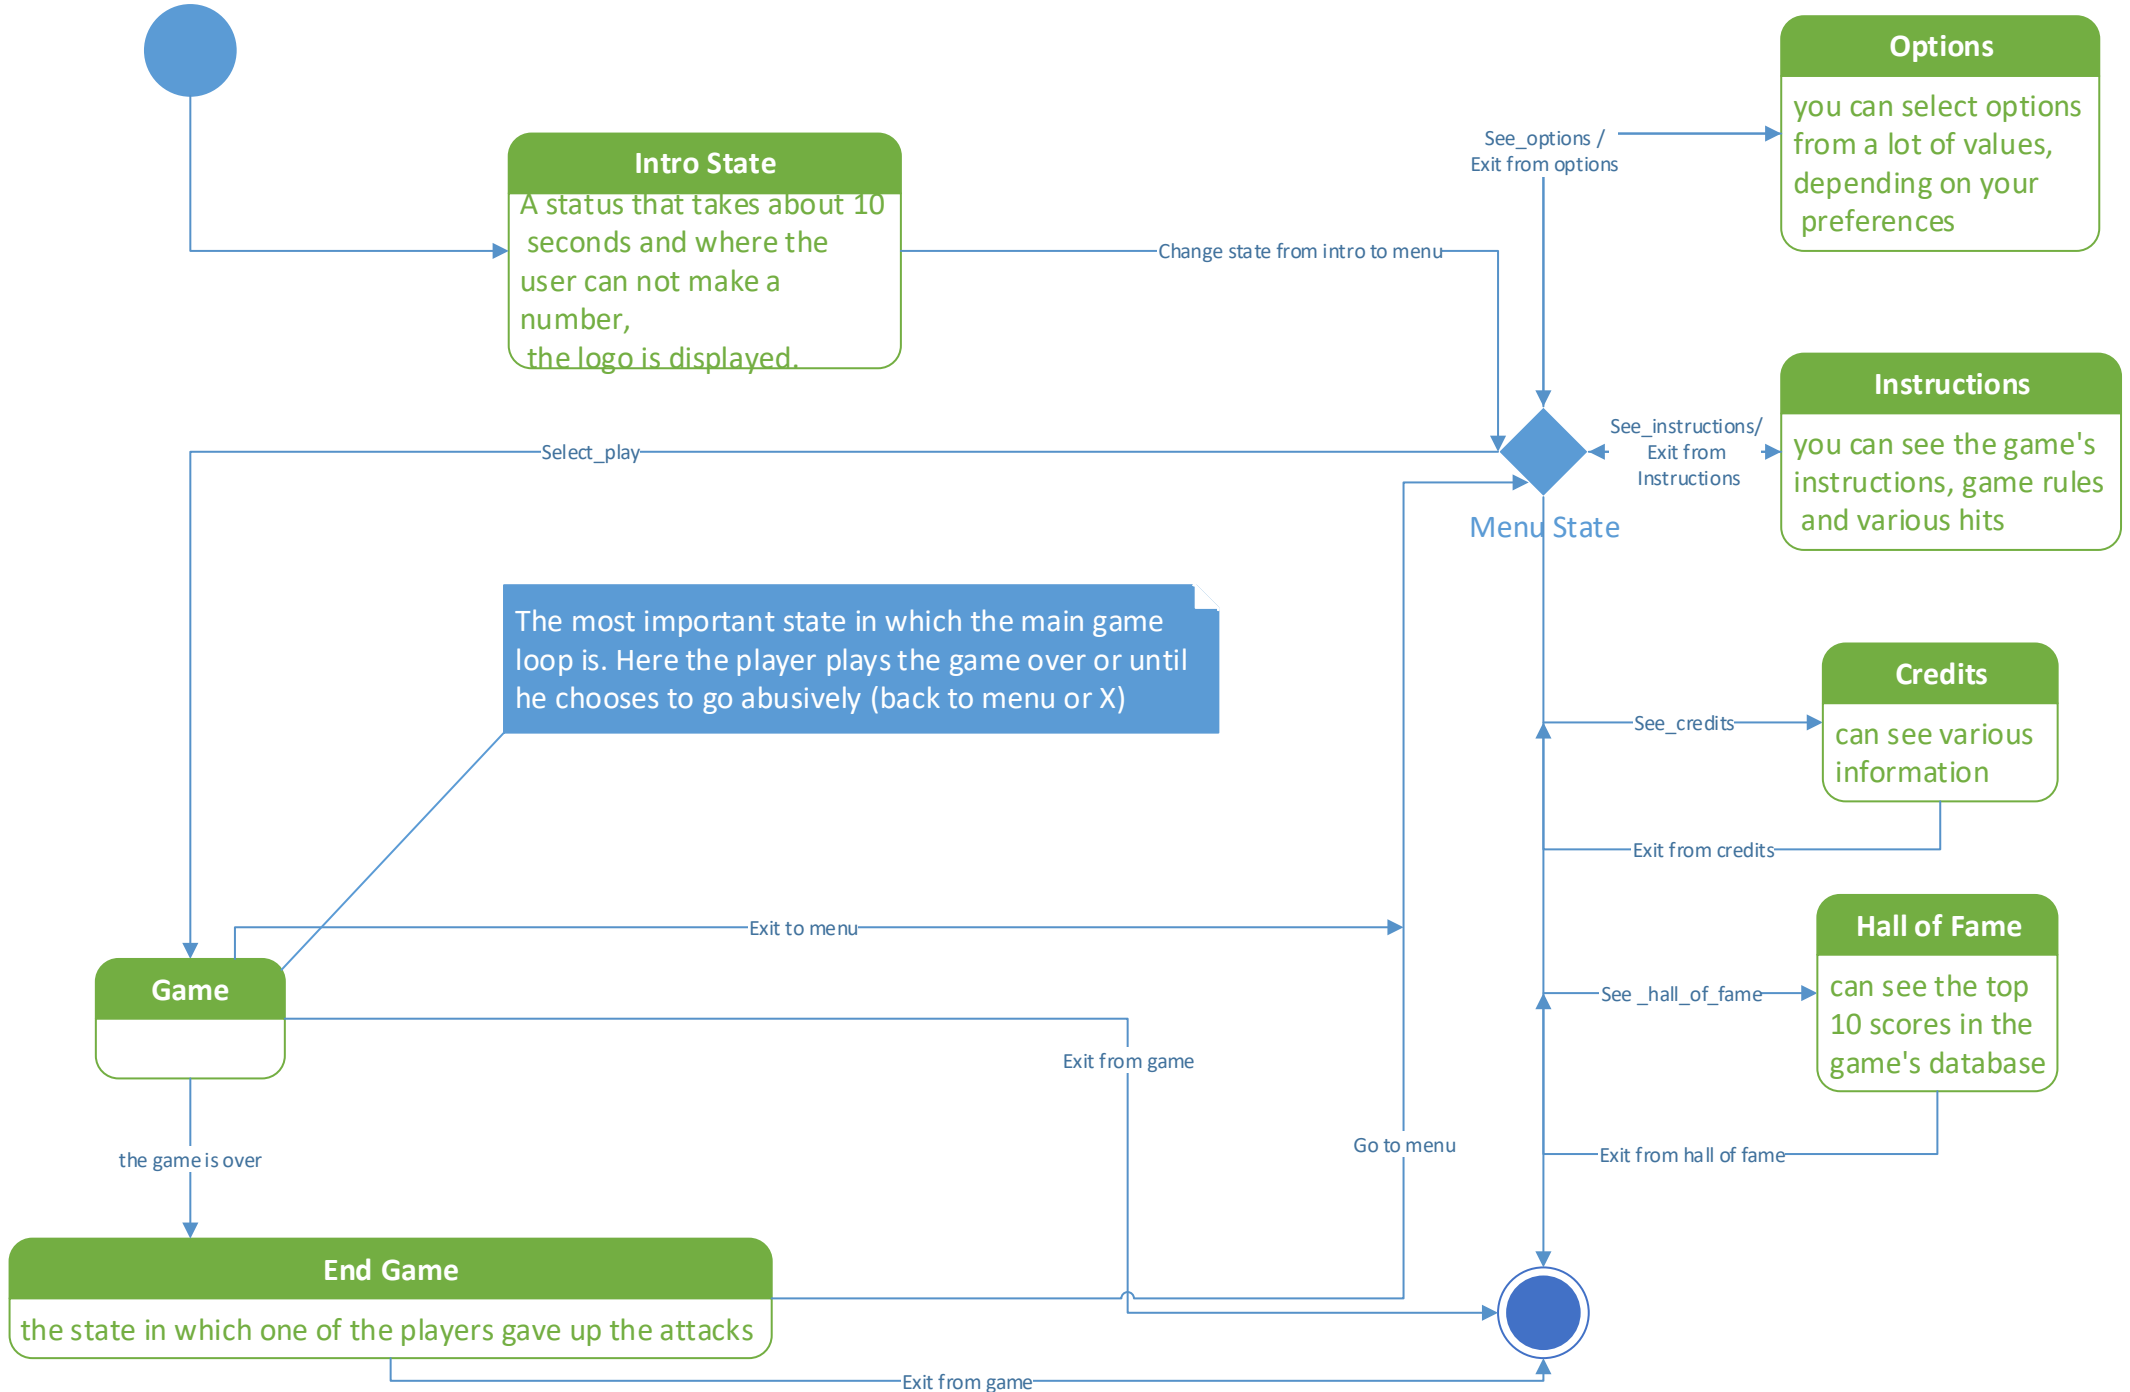 Options
you can select options
from a lot of values,
depending on your
preferences
See_options /
Exit from options
Intro State
A status that takes about 10
seconds and where the
user can not make a
number,
the logo is displayed.
Change state from intro to menu
Instructions
you can see the game's
instructions, game rules
and various hits
See_instructions/
Exit from
Instructions
Select_play
Menu State
The most important state in which the main game
loop is. Here the player plays the game over or until
he chooses to go abusively (back to menu or X)
Credits
can see various
information
See_credits
Exit from credits
Hall of Fame
can see the top
10 scores in the
game's database
See _hall_of_fame
Exit from hall of fame
Exit to menu
Game
Exit from game
Go to menu
the game is over
End Game
the state in which one of the players gave up the attacks
Exit from game